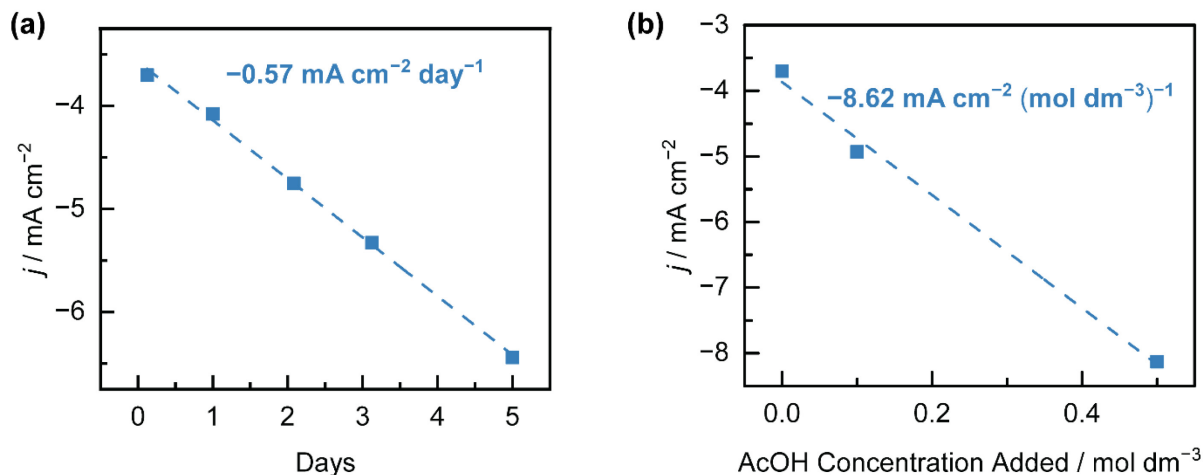 (a)
−0.57 mA cm⁻² day⁻¹
j / mA cm⁻²
−4
−5
−6
0 1 2 3 4 5
Days
(b)
−8.62 mA cm⁻² (mol dm⁻³)⁻¹
j / mA cm⁻²
−3
−4
−5
−6
−7
−8
0.0 0.2 0.4
AcOH Concentration Added / mol dm⁻³